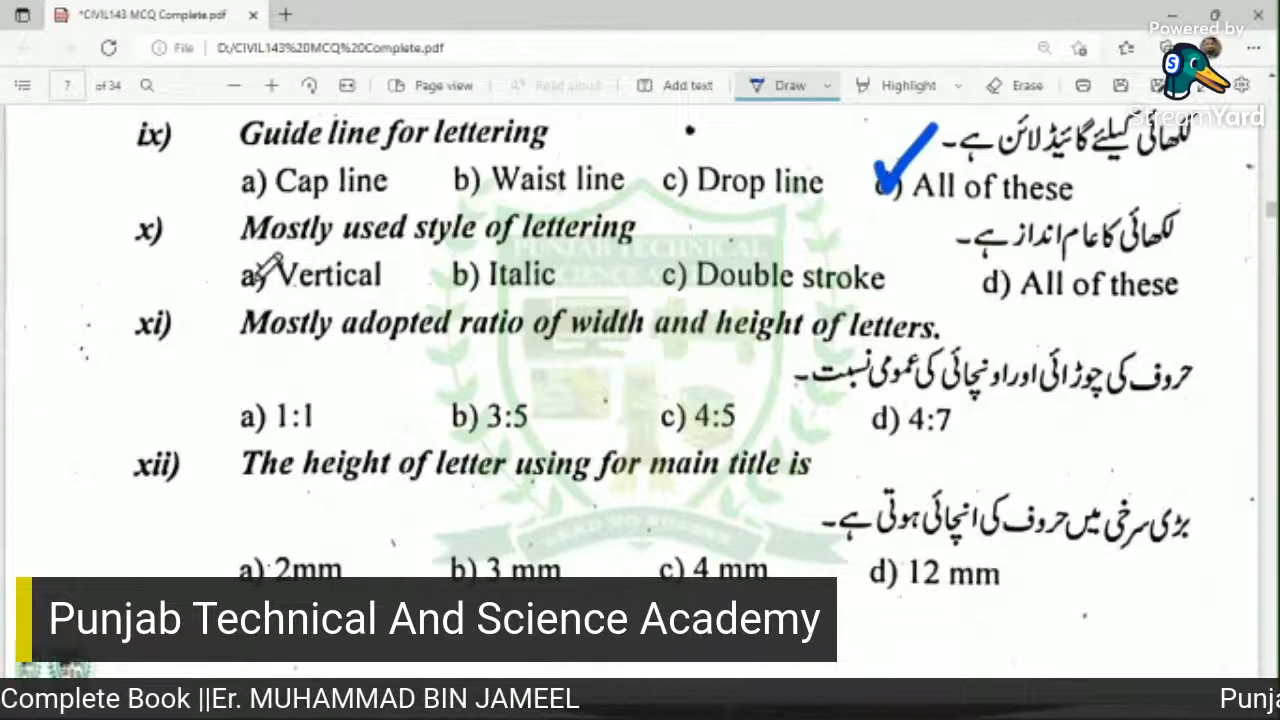 *CIVIL143 MCQ Complete.pdf
File D:/CIVIL143%20MCQ%20Complete.pdf
7 of 34 Page view Read aloud Add text Draw Highlight Erase
Powered by
StreamYard
ix) Guide line for lettering لکھائی کیلئے گائیڈ لائن ہے۔
a) Cap line b) Waist line c) Drop line d) All of these
x) Mostly used style of lettering لکھائی کا عام انداز ہے۔
a) Vertical b) Italic c) Double stroke d) All of these
xi) Mostly adopted ratio of width and height of letters.
حروف کی چوڑائی اور اونچائی کی عمومی نسبت۔
a) 1:1 b) 3:5 c) 4:5 d) 4:7
xii) The height of letter using for main title is
بڑی سرخی میں حروف کی انچائی ہوتی ہے۔
a) 2mm b) 3 mm c) 4 mm d) 12 mm
PUNJAB TECHNICAL
Punjab Technical And Science Academy
Complete Book ||Er. MUHAMMAD BIN JAMEEL Punja